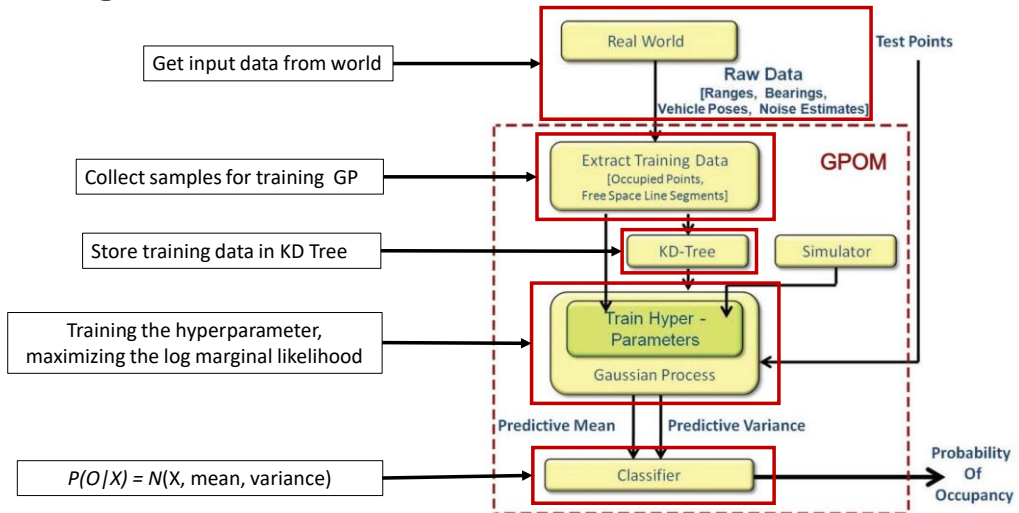 Real World
Test Points
Get input data from world
Raw Data
[Ranges, Bearings,
Vehicle Poses, Noise Estimates]
Extract Training Data
[Occupied Points,
Free Space Line Segments]
GPOM
Collect samples for training GP
Store training data in KD Tree
KD-Tree
Simulator
Training the hyperparameter,
maximizing the log marginal likelihood
Train Hyper -
Parameters
Gaussian Process
Predictive Mean
Predictive Variance
P(O|X) = N(X, mean, variance)
Classifier
Probability
Of
Occupancy